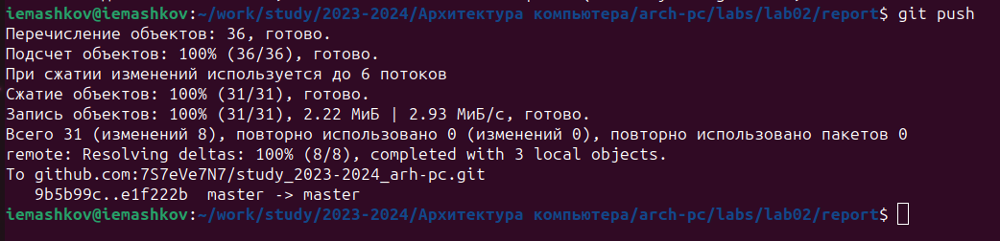 iemashkov@iemashkov:~/work/study/2023-2024/Архитектура компьютера/arch-pc/labs/lab02/report$ git push
Перечисление объектов: 36, готово.
Подсчет объектов: 100% (36/36), готово.
При сжатии изменений используется до 6 потоков
Сжатие объектов: 100% (31/31), готово.
Запись объектов: 100% (31/31), 2.22 МиБ | 2.93 МиБ/с, готово.
Всего 31 (изменений 8), повторно использовано 0 (изменений 0), повторно использовано пакетов 0
remote: Resolving deltas: 100% (8/8), completed with 3 local objects.
To github.com:7S7eVe7N7/study_2023-2024_arh-pc.git
   9b5b99c..e1f222b  master -> master
iemashkov@iemashkov:~/work/study/2023-2024/Архитектура компьютера/arch-pc/labs/lab02/report$